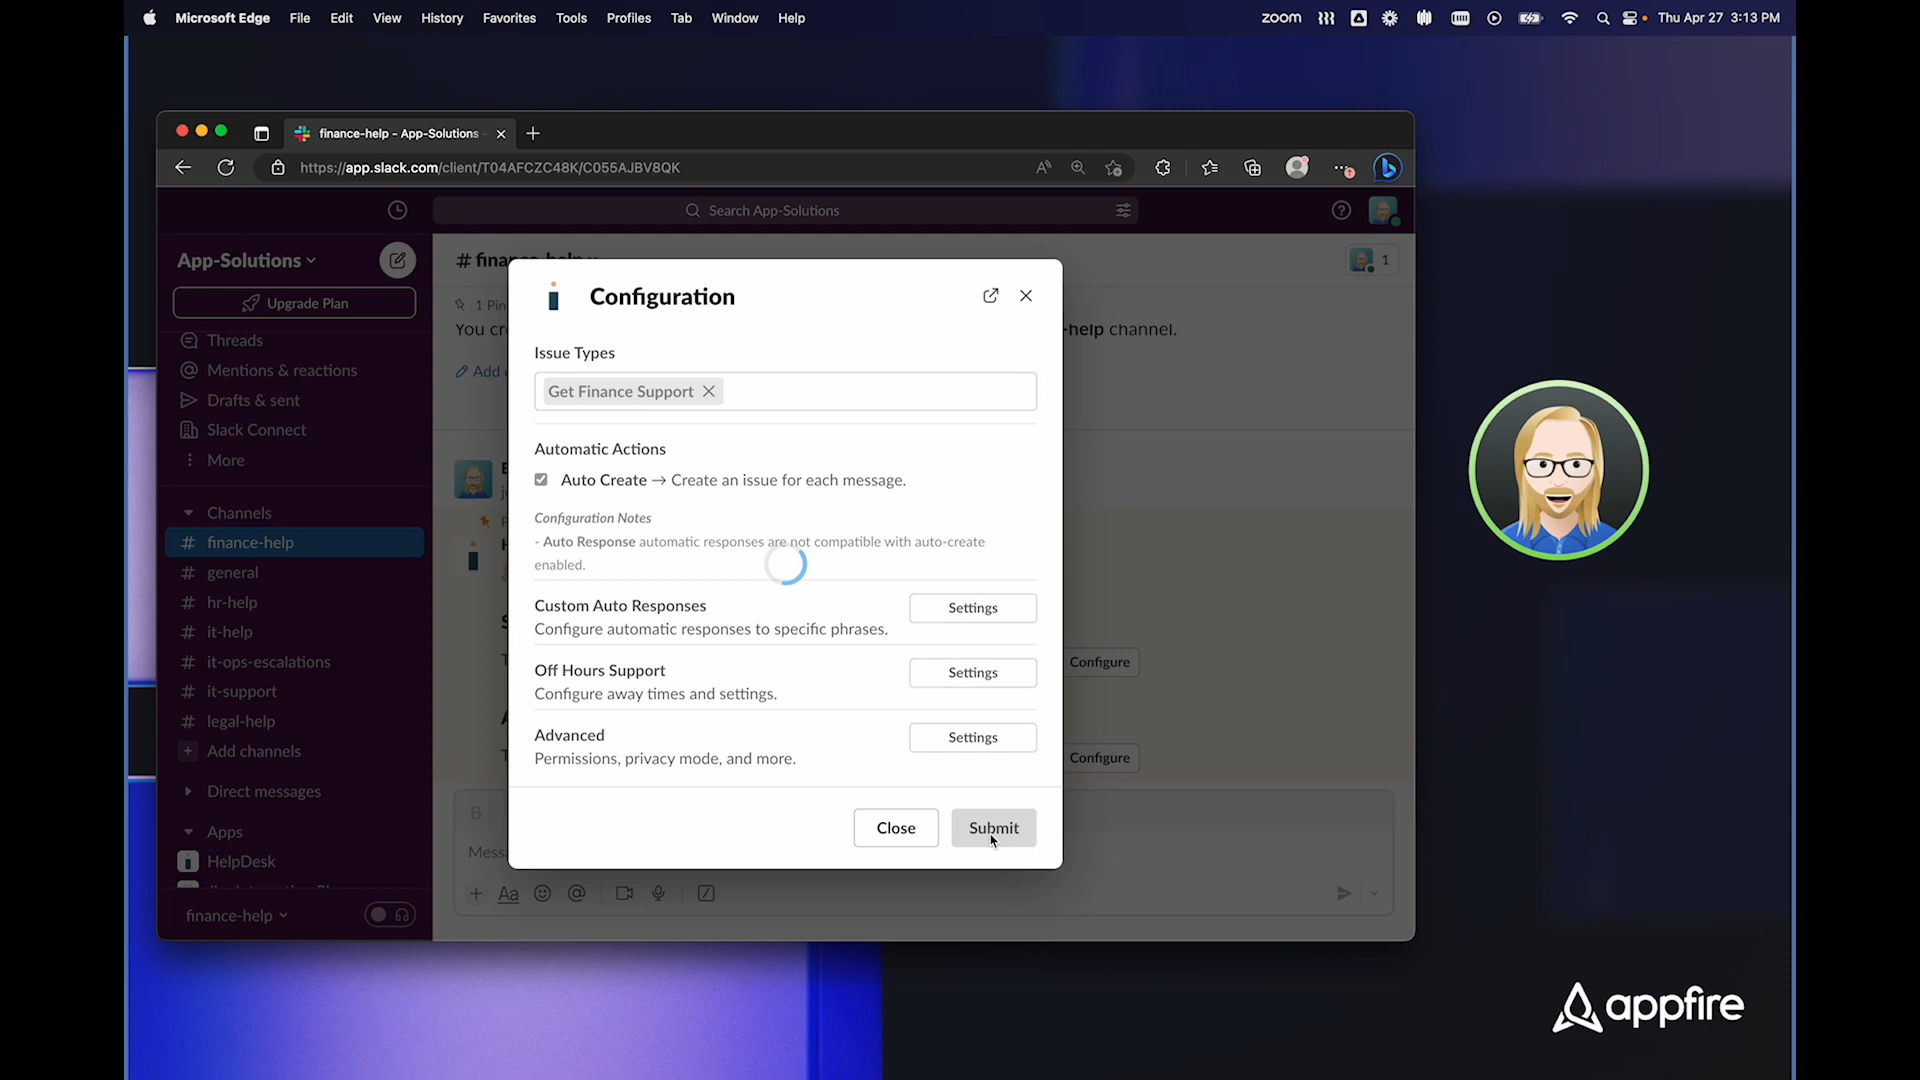 Microsoft Edge File Edit View History Favorites Tools Profiles Tab Window Help
zoom Thu Apr 27 3:13 PM
finance-help - App-Solutions
https://app.slack.com/client/T04AFCZC48K/C055AJBV8QK
Search App-Solutions
App-Solutions
Upgrade Plan
Threads
Mentions & reactions
Drafts & sent
Slack Connect
More
Channels
# finance-help
# general
# hr-help
# it-help
# it-ops-escalations
# it-support
# legal-help
+ Add channels
Direct messages
Apps
HelpDesk
finance-help
1
1 Pin
-help channel.
Add
Configure
Configure
B
Mess
Aa
Configuration
Issue Types
Get Finance Support
Automatic Actions
Auto Create → Create an issue for each message.
Configuration Notes
- Auto Response automatic responses are not compatible with auto-create
enabled.
Custom Auto Responses
Settings
Configure automatic responses to specific phrases.
Off Hours Support
Settings
Configure away times and settings.
Advanced
Settings
Permissions, privacy mode, and more.
Close
Submit
appfire